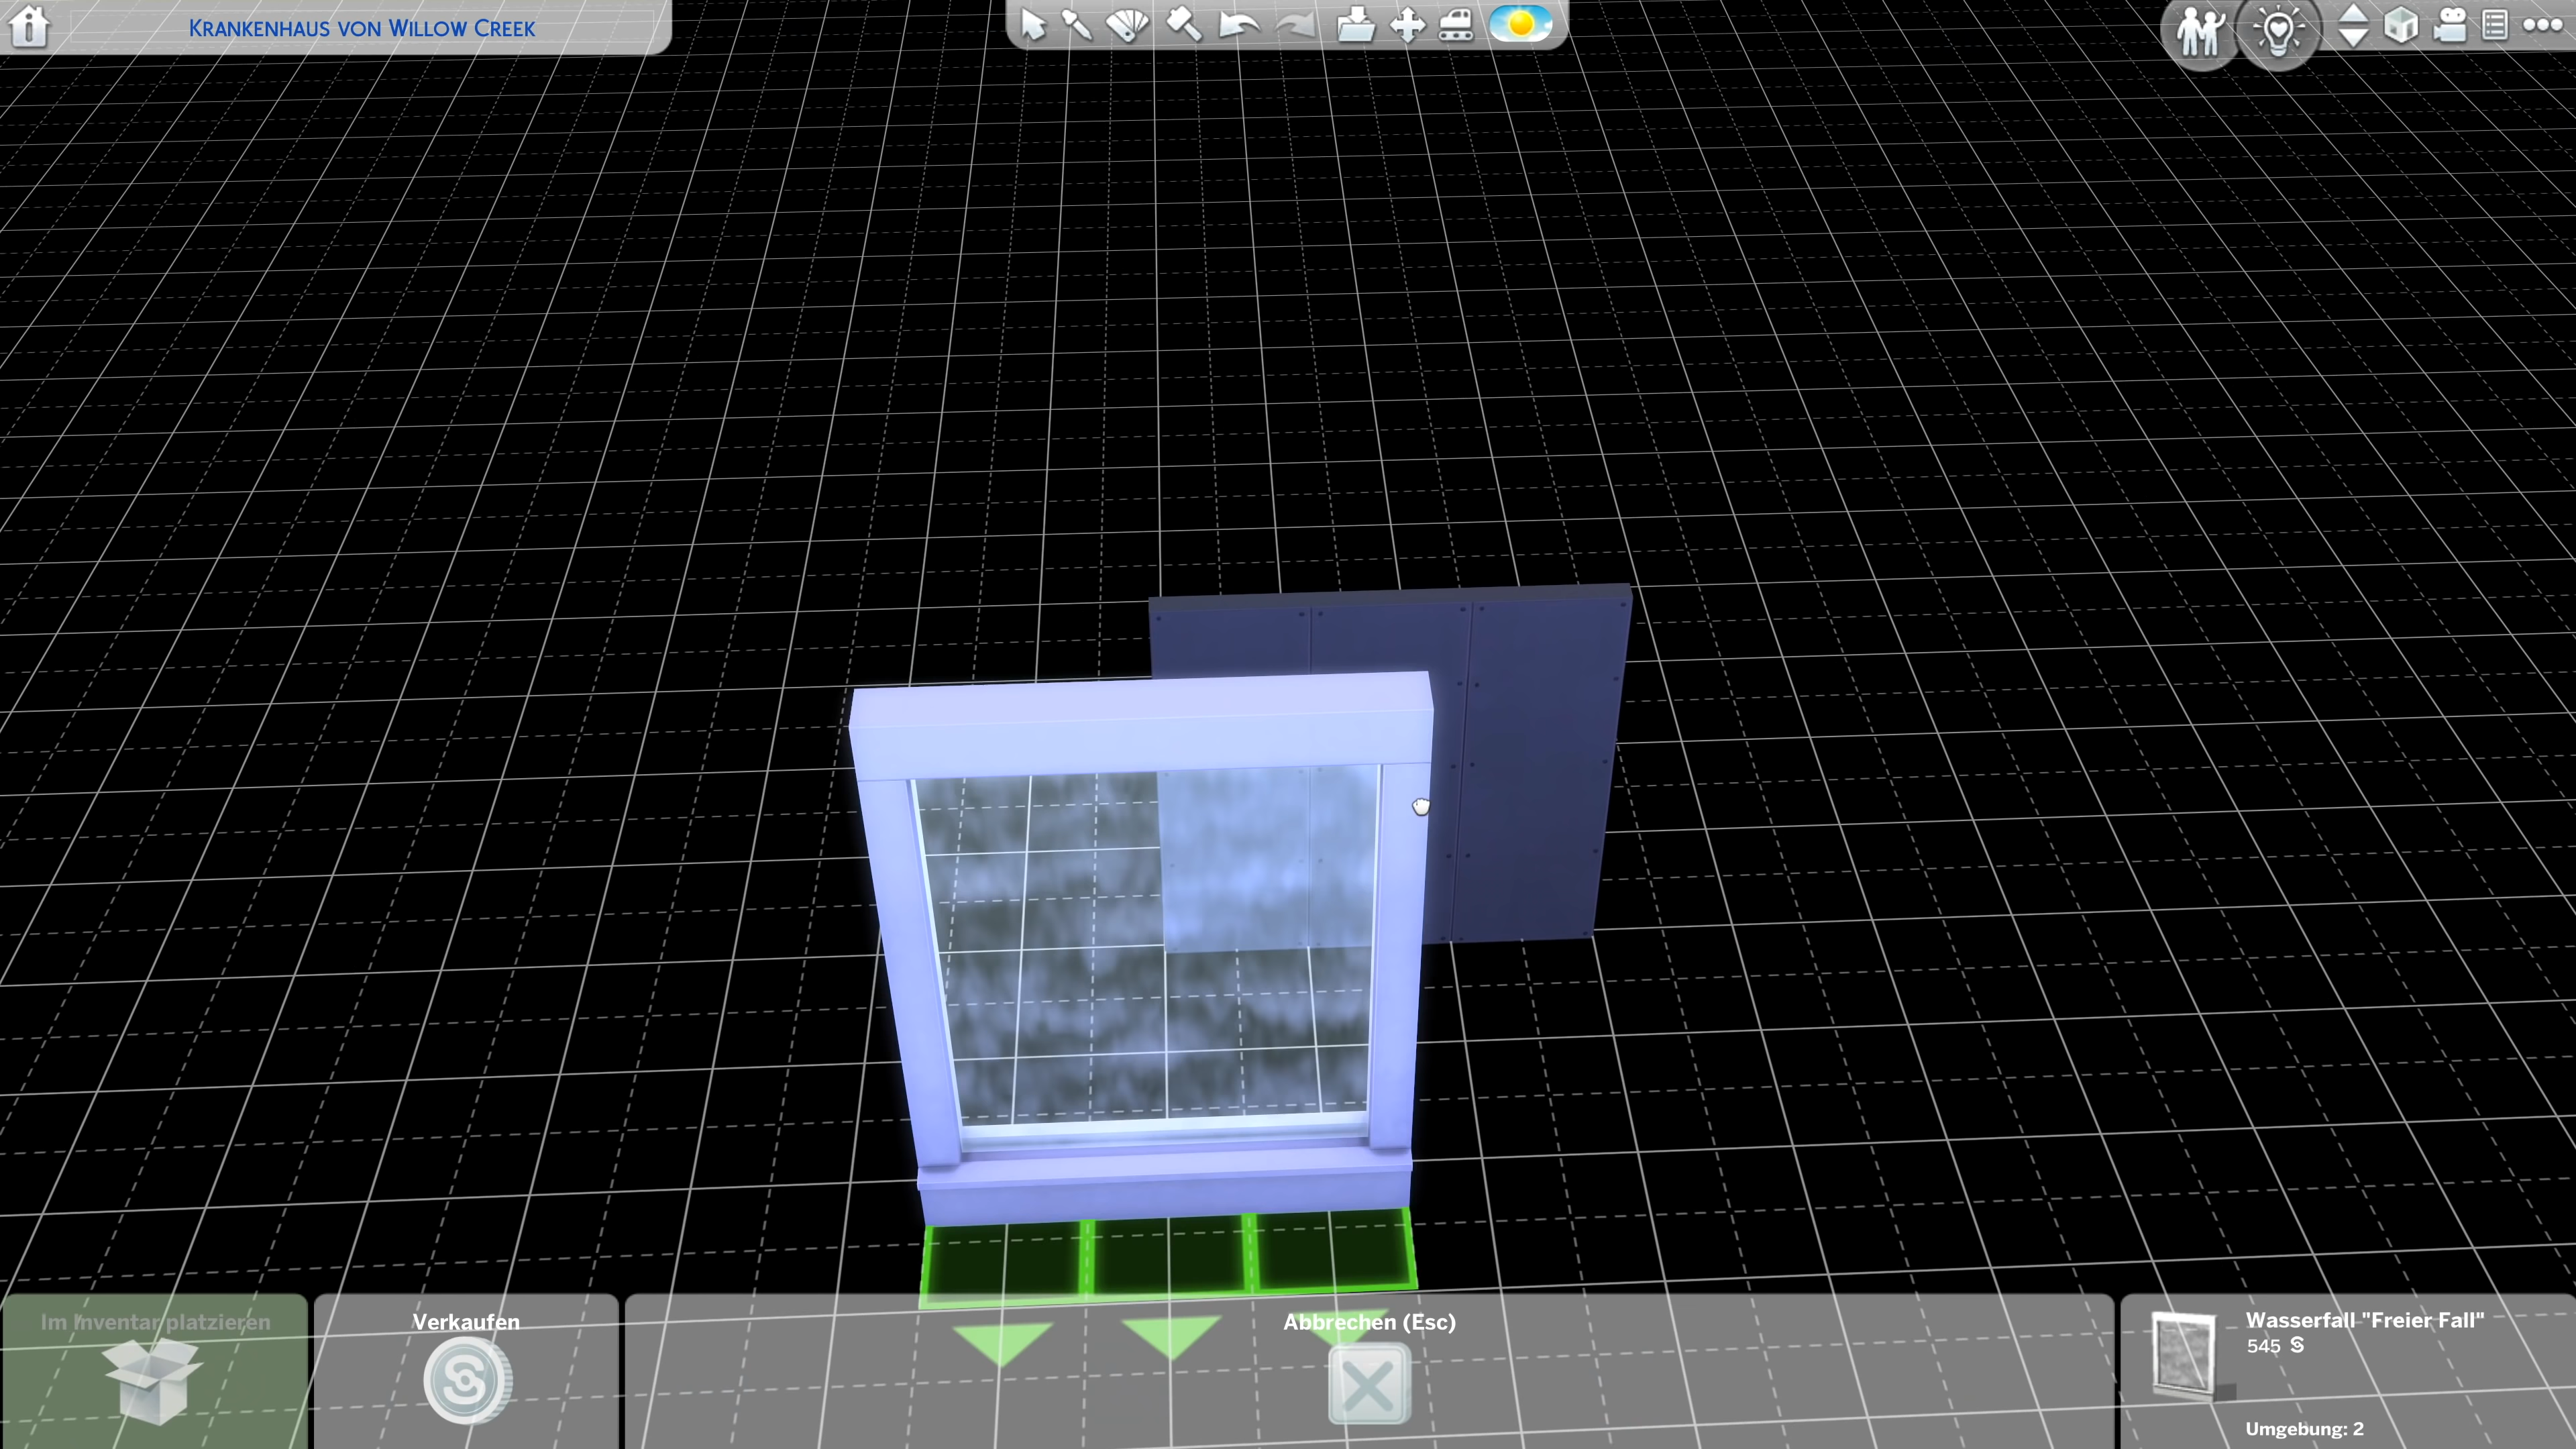 KRANKENHAUS VON WILLOW CREEK
Im Inventar platzieren
Verkaufen
Abbrechen (Esc)
Wasserfall "Freier Fall"
545 §
Umgebung: 2